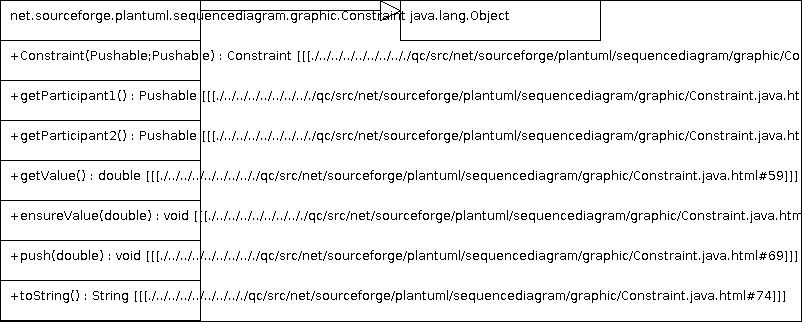 net.sourceforge.plantuml.sequencediagram.graphic.Constraint java.lang.Object
+Constraint(Pushable;Pushable) : Constraint [[[./../../../../../../../qc/src/net/sourceforge/plantuml/sequencediagram/graphic/Co
+getParticipant1() : Pushable [[[./../../../../../../../qc/src/net/sourceforge/plantuml/sequencediagram/graphic/Constraint.java.ht
+getParticipant2() : Pushable [[[./../../../../../../../qc/src/net/sourceforge/plantuml/sequencediagram/graphic/Constraint.java.ht
+getValue() : double [[[./../../../../../../../qc/src/net/sourceforge/plantuml/sequencediagram/graphic/Constraint.java.html#59]]]
+ensureValue(double) : void [[[./../../../../../../../qc/src/net/sourceforge/plantuml/sequencediagram/graphic/Constraint.java.htm
+push(double) : void [[[./../../../../../../../qc/src/net/sourceforge/plantuml/sequencediagram/graphic/Constraint.java.html#69]]]
+toString() : String [[[./../../../../../../../qc/src/net/sourceforge/plantuml/sequencediagram/graphic/Constraint.java.html#74]]]